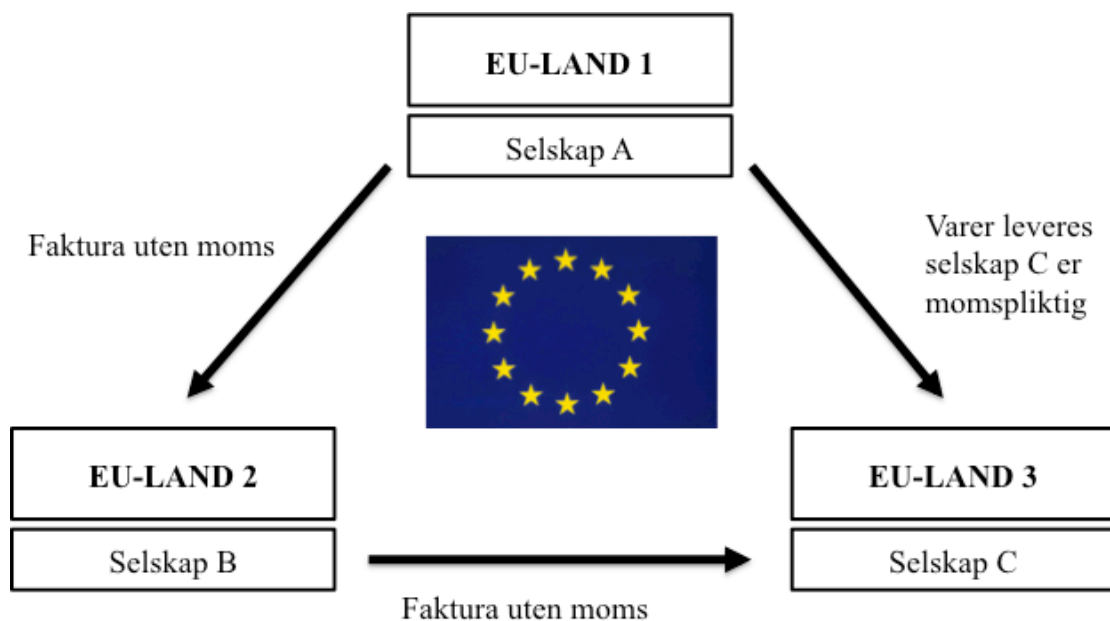 EU-LAND 1
Selskap A
Faktura uten moms
Varer leveres
selskap C er
momspliktig
EU-LAND 2
Selskap B
EU-LAND 3
Selskap C
Faktura uten moms